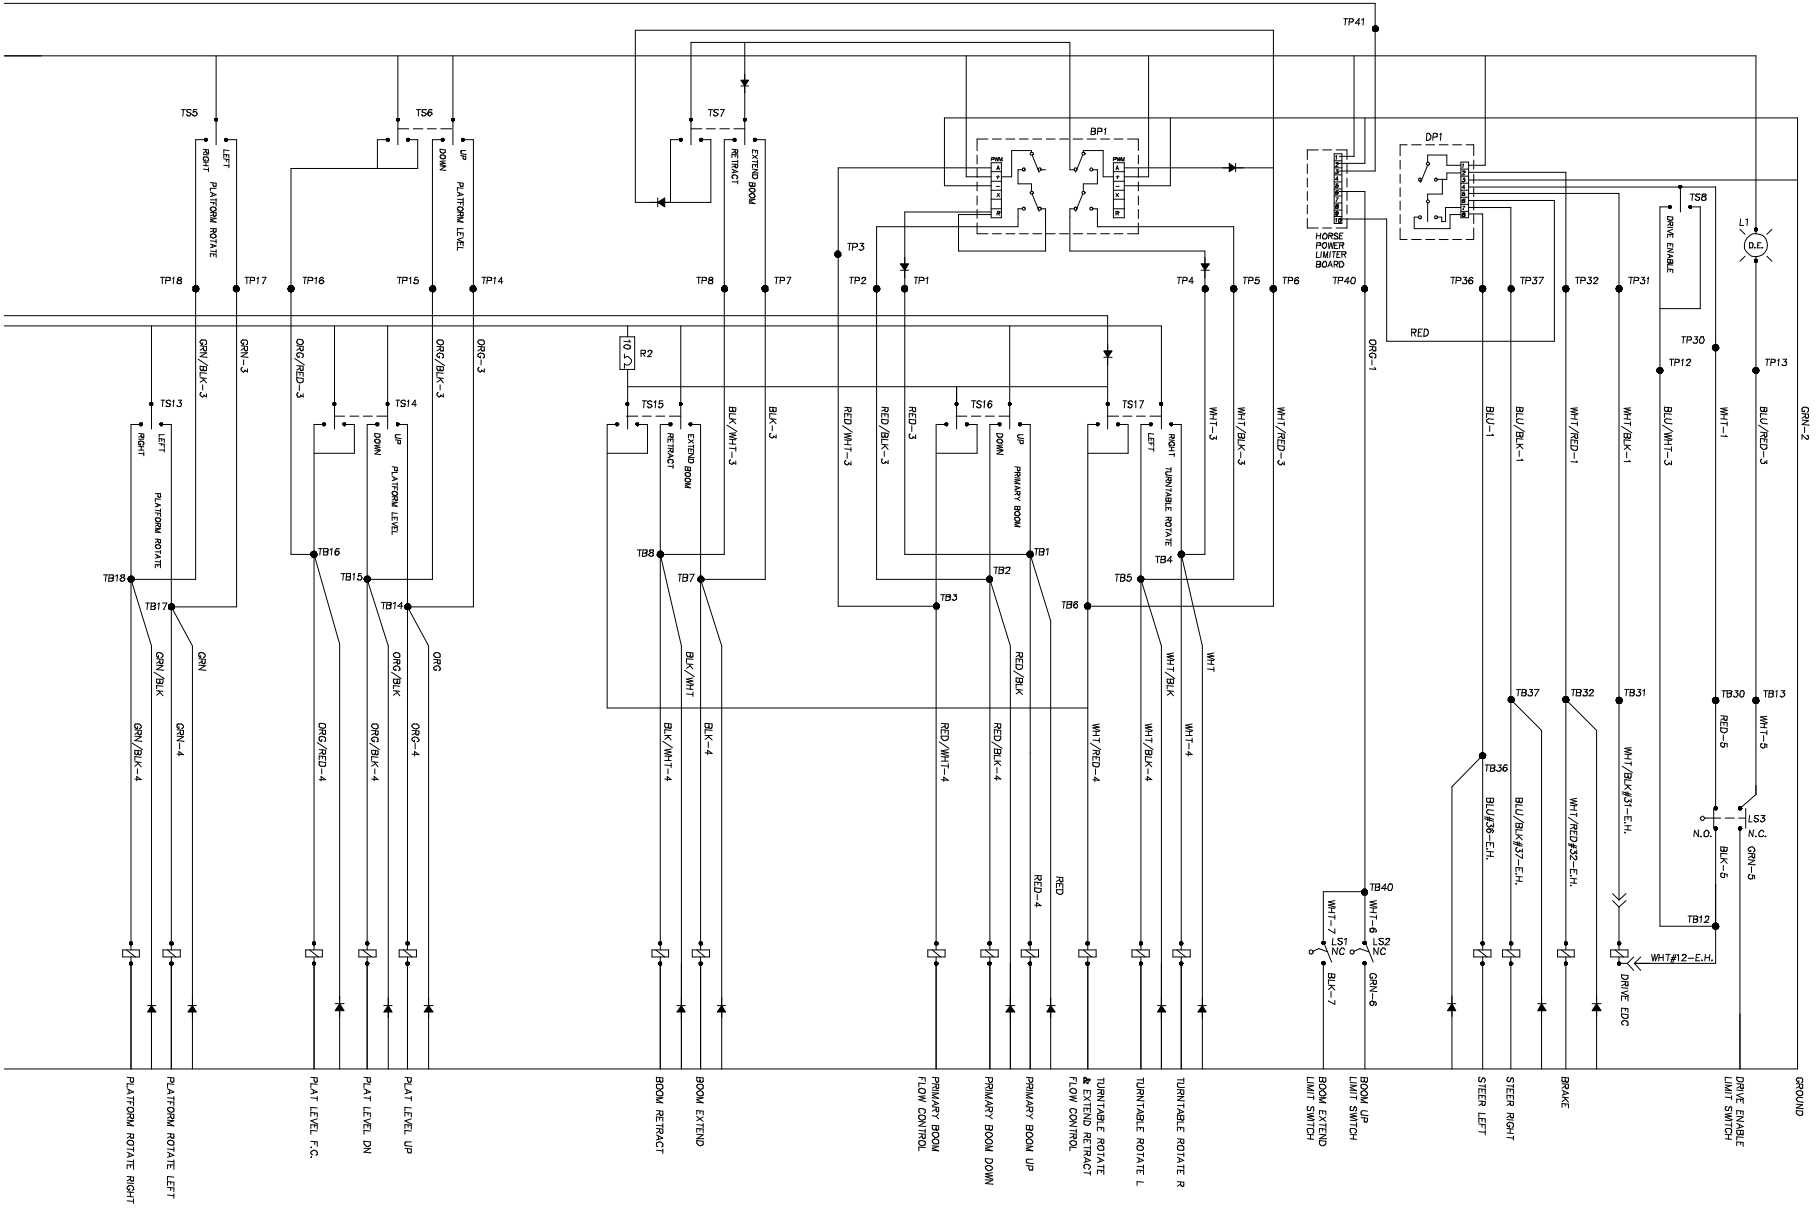 TP41
TS5
TS6
TS7
BP1
DP1
TS8
L1
D.E.
PWM
PWM
A
+
-
X
R
A
+
-
X
R
LEFT
RIGHT
PLATFORM ROTATE
UP
DOWN
PLATFORM LEVEL
EXTEND BOOM
RETRACT
HORSE
POWER
LIMITER
BOARD
DRIVE ENABLE
TP18
TP17
TP16
TP15
TP14
TP8
TP7
TP3
TP2
TP1
TP4
TP5
TP6
TP40
TP36
TP37
TP32
TP31
TP30
TP12
TP13
RED
10 Ω
R2
GRN/BLK-3
GRN-3
ORG/RED-3
ORG/BLK-3
ORG-3
BLK/WHT-3
BLK-3
RED/WHT-3
RED/BLK-3
RED-3
WHT-3
WHT/BLK-3
WHT/RED-3
ORG-1
BLU-1
BLU/BLK-1
WHT/RED-1
WHT/BLK-1
BLU/WHT-3
WHT-1
BLU/RED-3
GRN-2
TS13
TS14
TS15
TS16
TS17
LEFT
RIGHT
PLATFORM ROTATE
UP
DOWN
PLATFORM LEVEL
EXTEND BOOM
RETRACT
UP
DOWN
PRIMARY BOOM
RIGHT
LEFT
TURNTABLE ROTATE
TB18
TB17
TB16
TB15
TB14
TB8
TB7
TB3
TB2
TB1
TB6
TB5
TB4
TB37
TB32
TB31
TB30
TB13
TB36
TB40
TB12
GRN/BLK
GRN
ORG/BLK
ORG
BLK/WHT
RED/BLK
RED
WHT/BLK
WHT
GRN/BLK-4
GRN-4
ORG/RED-4
ORG/BLK-4
ORG-4
BLK/WHT-4
BLK-4
RED/WHT-4
RED/BLK-4
RED-4
WHT/RED-4
WHT/BLK-4
WHT-4
WHT-7
WHT-6
LS1
NC
LS2
NC
BLK-7
GRN-6
BLU#36-E.H.
BLU/BLK#37-E.H.
WHT/RED#32-E.H.
WHT/BLK#31-E.H.
RED-5
WHT-5
LS3
N.O.
N.C.
BLK-5
GRN-5
WHT#12-E.H.
DRIVE EDC
PLATFORM ROTATE RIGHT
PLATFORM ROTATE LEFT
PLAT LEVEL F.C.
PLAT LEVEL DN
PLAT LEVEL UP
BOOM RETRACT
BOOM EXTEND
PRIMARY BOOM
FLOW CONTROL
PRIMARY BOOM DOWN
PRIMARY BOOM UP
TURNTABLE ROTATE
& EXTEND RETRACT
FLOW CONTROL
TURNTABLE ROTATE L
TURNTABLE ROTATE R
BOOM EXTEND
LIMIT SWITCH
BOOM UP
LIMIT SWITCH
STEER LEFT
STEER RIGHT
BRAKE
DRIVE ENABLE
LIMIT SWITCH
GROUND